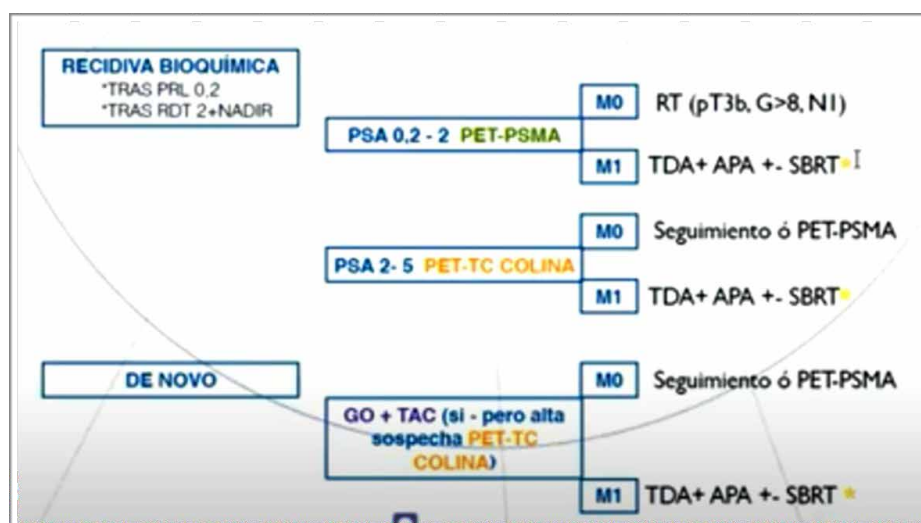 RECIDIVA BIOQUÍMICA
*TRAS PRL 0,2
*TRAS RDT 2+NADIR
PSA 0,2 - 2 PET-PSMA
M0
RT (pT3b, G>8, N1)
M1
TDA+ APA +- SBRT*
PSA 2- 5 PET-TC COLINA
M0
Seguimiento ó PET-PSMA
M1
TDA+ APA +- SBRT*
DE NOVO
GO + TAC (si - pero alta
sospecha PET-TC
COLINA)
M0
Seguimiento ó PET-PSMA
M1
TDA+ APA +- SBRT *